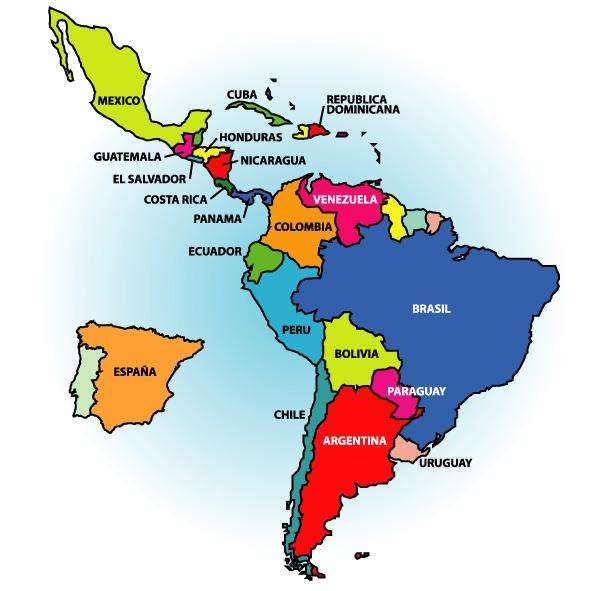 MEXICO
CUBA
REPUBLICA
DOMINICANA
HONDURAS
GUATEMALA
NICARAGUA
EL SALVADOR
COSTA RICA
PANAMA
VENEZUELA
COLOMBIA
ECUADOR
BRASIL
PERU
BOLIVIA
ESPAÑA
PARAGUAY
CHILE
ARGENTINA
URUGUAY